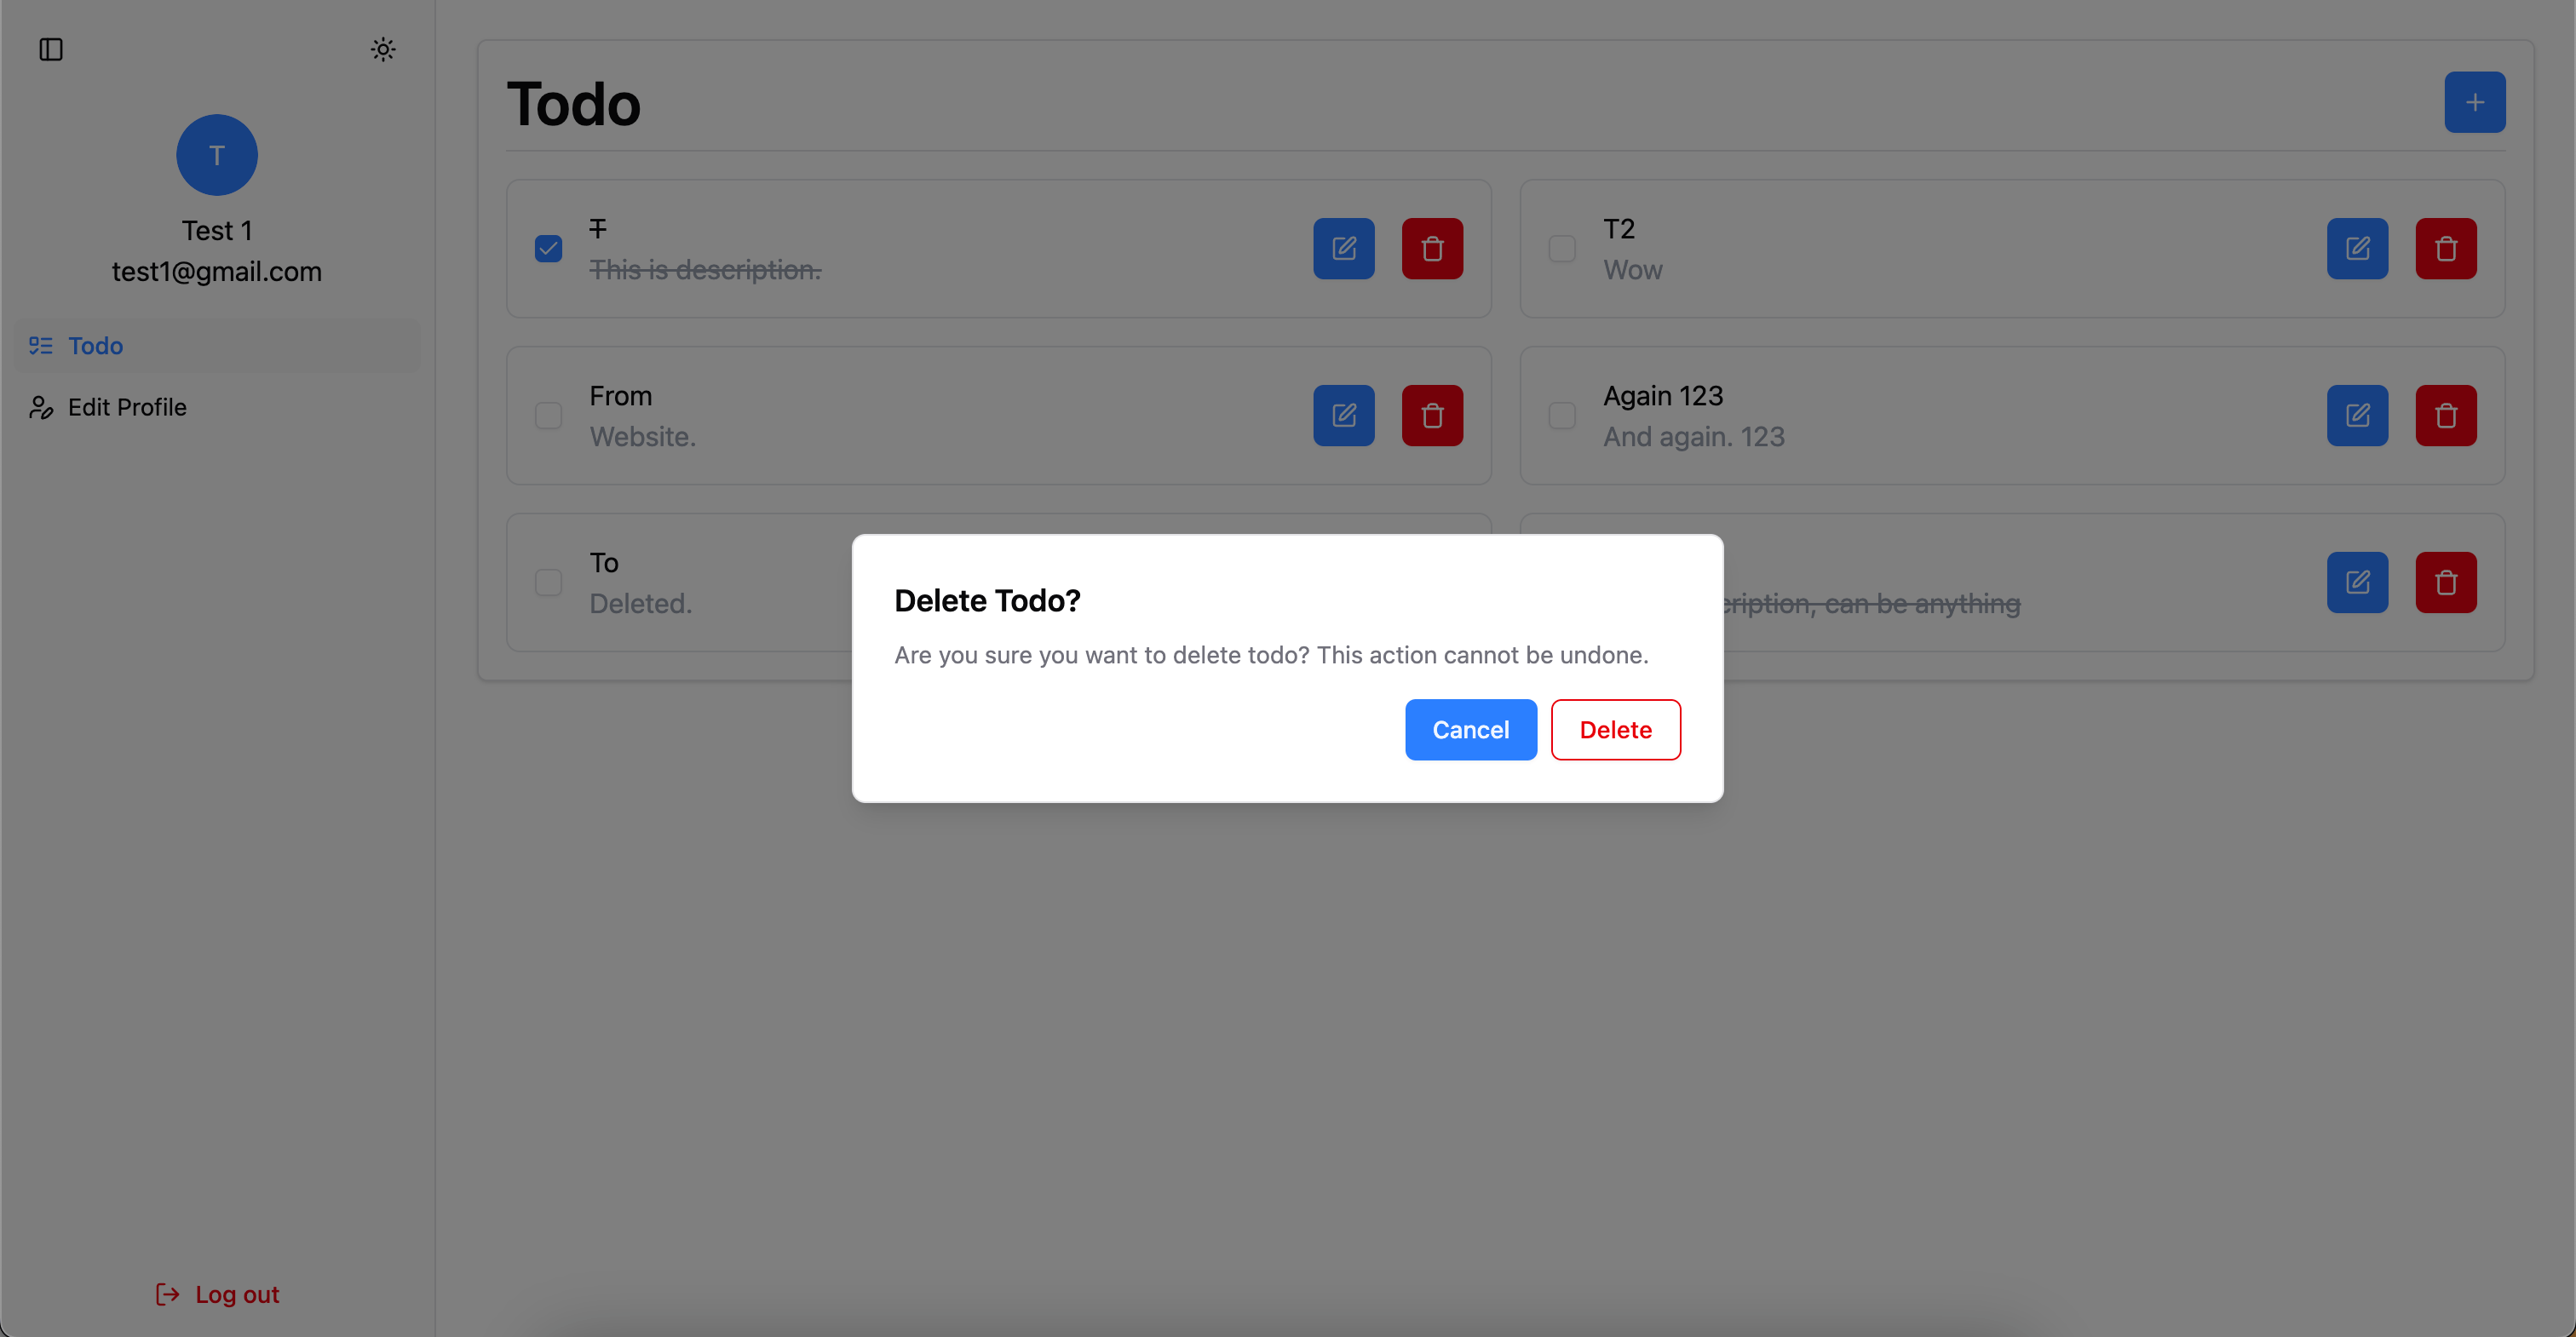 T
Test 1
test1@gmail.com
Todo
Edit Profile
Log out
Todo
T
This is description.
T2
Wow
From
Website.
Again 123
And again. 123
To
Deleted.
can be anything
Delete Todo?
Are you sure you want to delete todo? This action cannot be undone.
Cancel
Delete